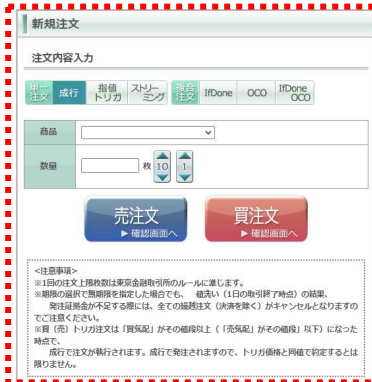 新規注文
注文内容入力
単一注文 成行 指値トリガ ストリーミング 複合注文 IfDone OCO IfDone OCO
商品
数量 枚 10 1
売注文 買注文
▶ 確認画面へ ▶ 確認画面へ
<注意事項>
※1回の注文上限枚数は東京金融取引所のルールに準じます。
※期限の選択で無期限を指定した場合でも、 値洗い(1日の取引終了時点)の結果、
発注証拠金が不足する際には、全ての繰越注文(決済を除く)がキャンセルとなりますの
でご注意ください。
※買(売)トリガ注文は「買気配」がその値段以上(「売気配」がその値段」以下)になった
時点で、
成行で注文が執行されます。成行で発注されますので、トリガ価格と同値で約定するとは
限りません。